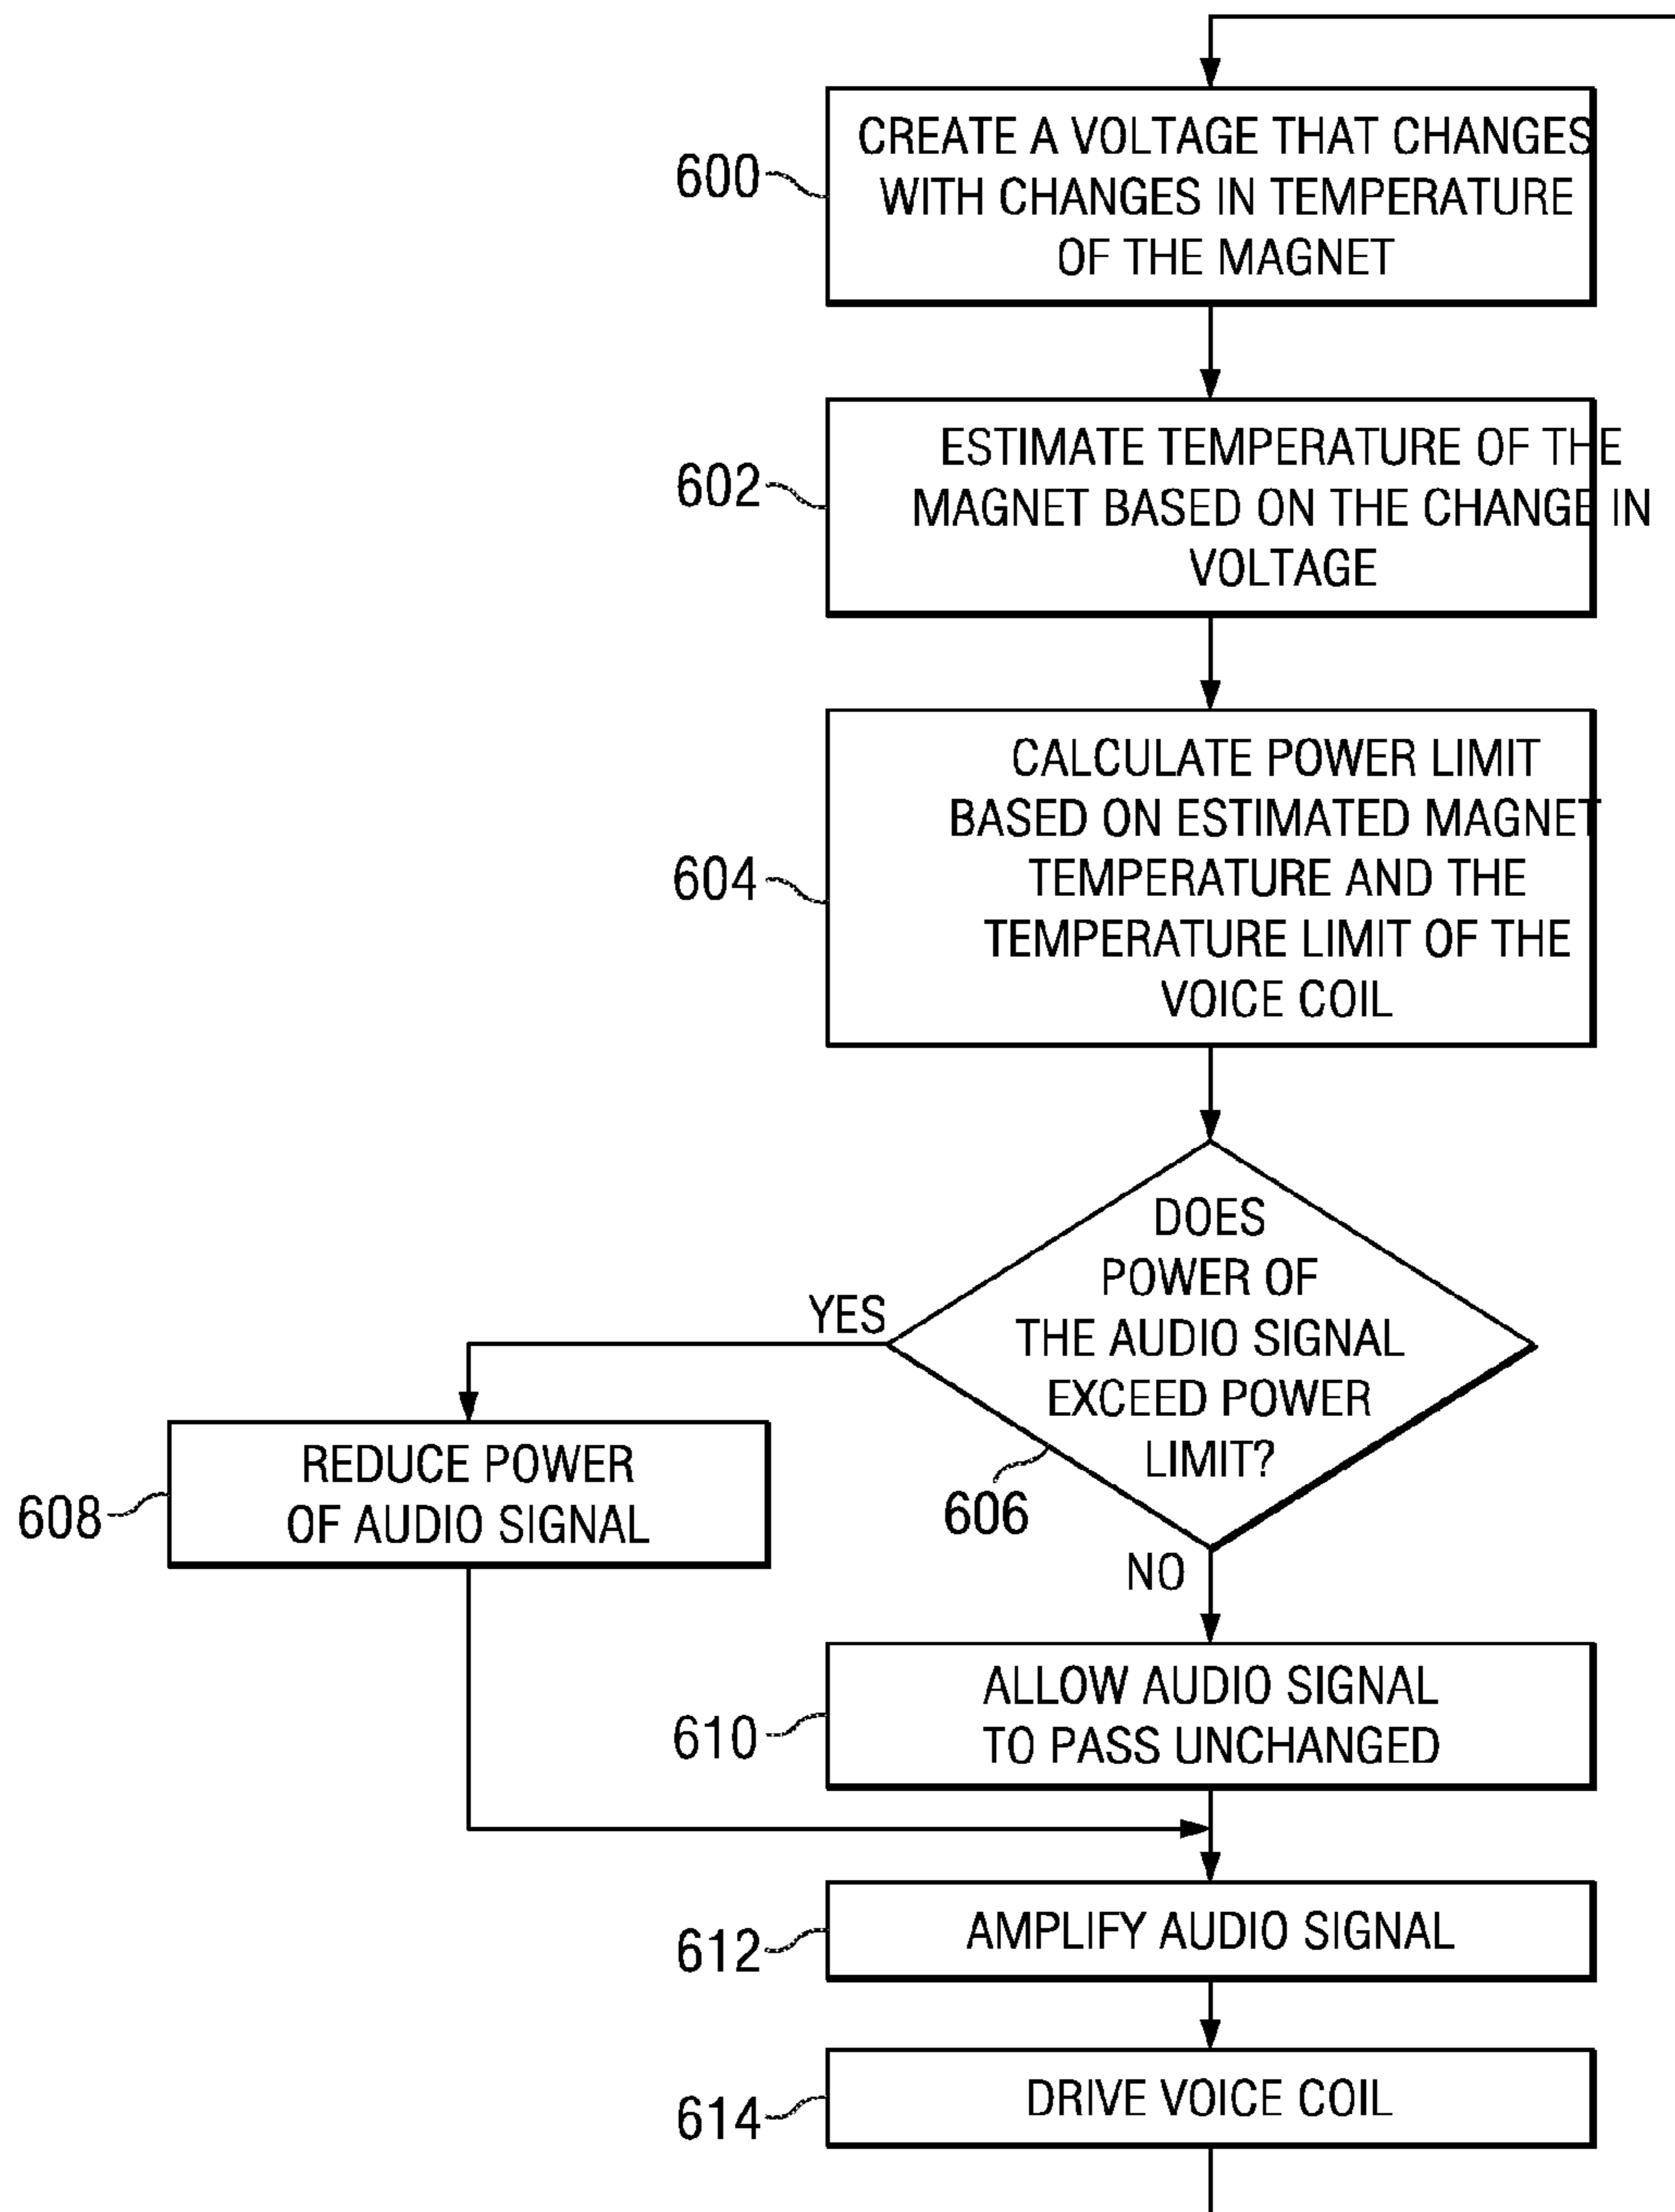 600
CREATE A VOLTAGE THAT CHANGES
WITH CHANGES IN TEMPERATURE
OF THE MAGNET
602
ESTIMATE TEMPERATURE OF THE
MAGNET BASED ON THE CHANGE IN
VOLTAGE
604
CALCULATE POWER LIMIT
BASED ON ESTIMATED MAGNET
TEMPERATURE AND THE
TEMPERATURE LIMIT OF THE
VOICE COIL
DOES
POWER OF
THE AUDIO SIGNAL
EXCEED POWER
LIMIT?
606
YES
608
REDUCE POWER
OF AUDIO SIGNAL
NO
610
ALLOW AUDIO SIGNAL
TO PASS UNCHANGED
612
AMPLIFY AUDIO SIGNAL
614
DRIVE VOICE COIL